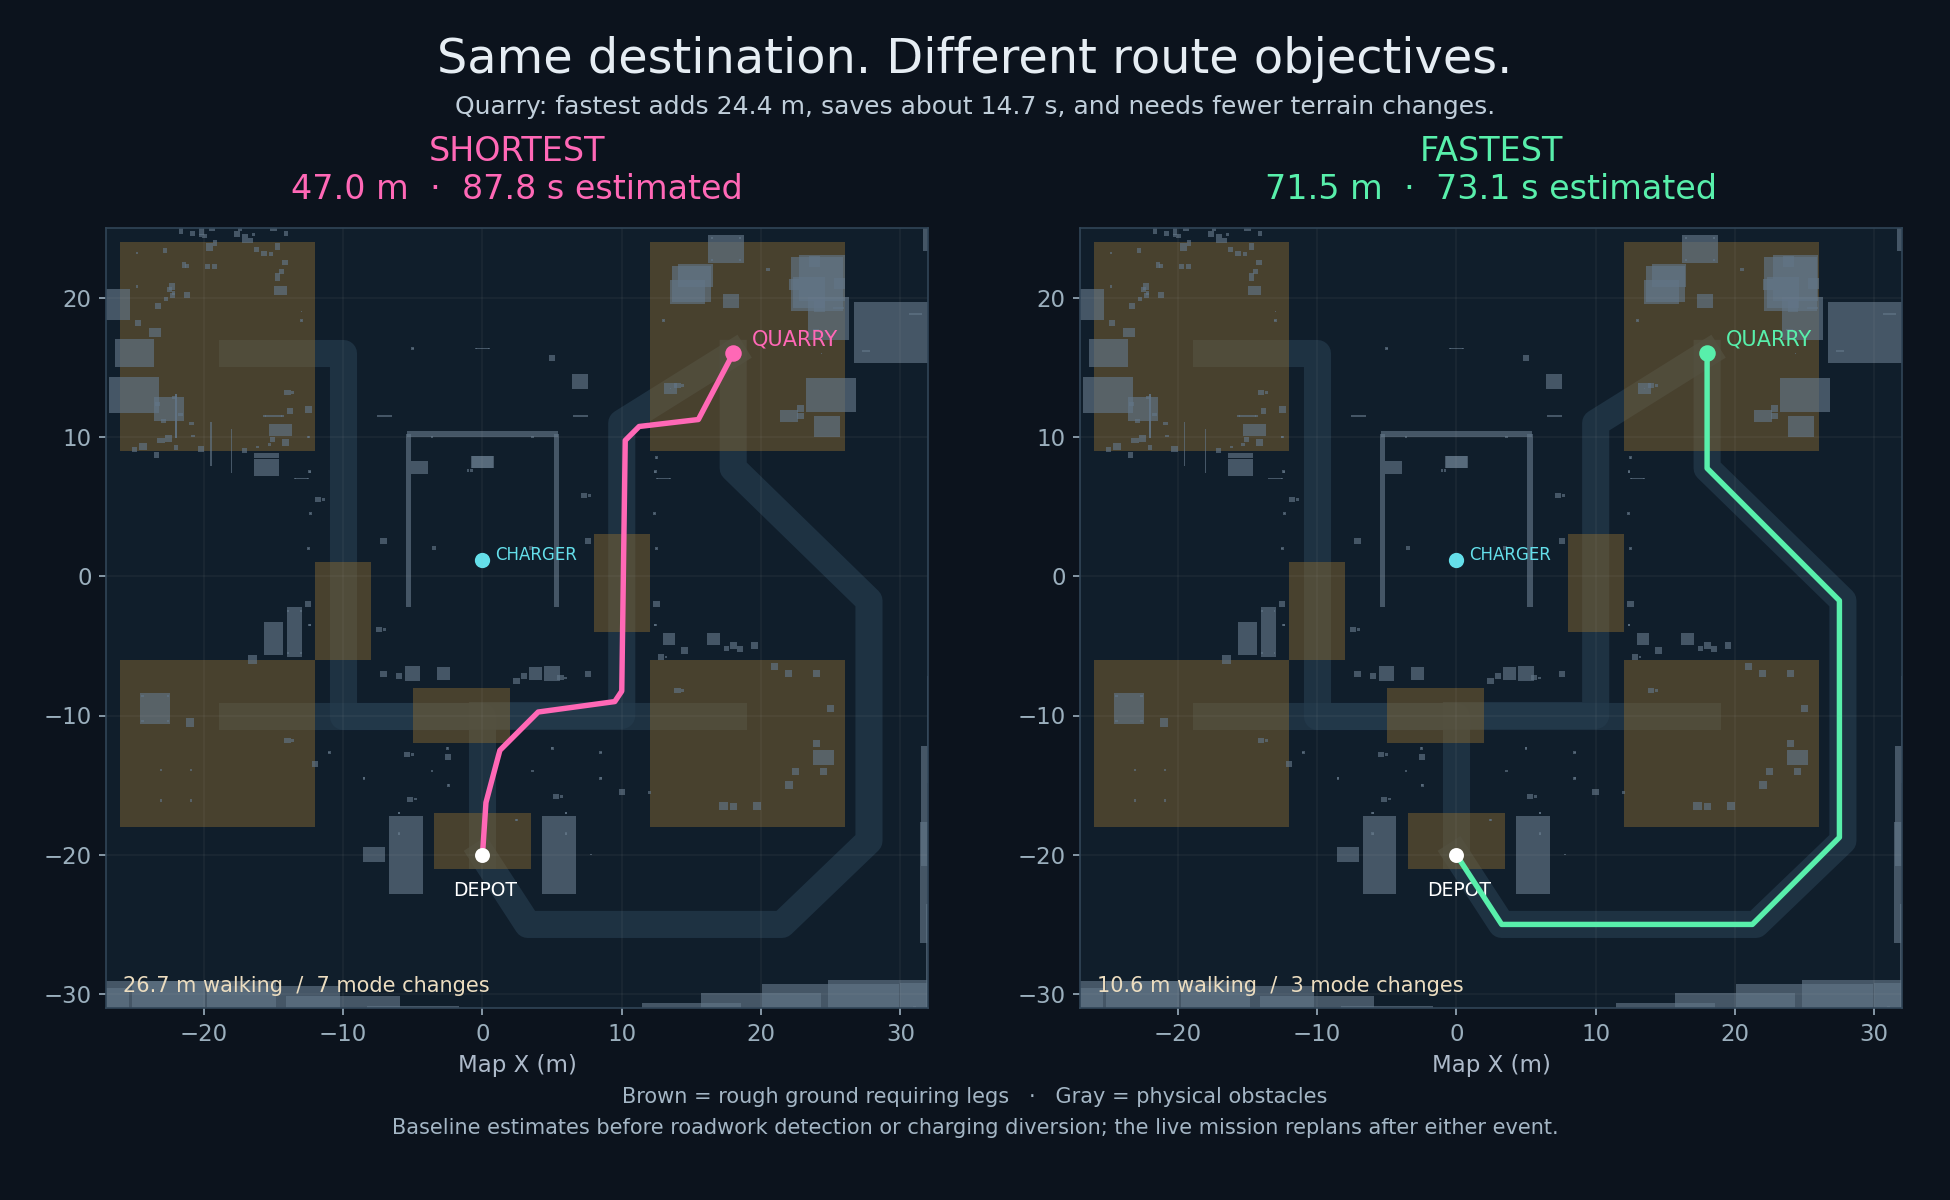 Same destination. Different route objectives.
Quarry: fastest adds 24.4 m, saves about 14.7 s, and needs fewer terrain changes.
SHORTEST
47.0 m · 87.8 s estimated
20
10
0
−10
−20
−30
QUARRY
CHARGER
DEPOT
26.7 m walking / 7 mode changes
−20 −10 0 10 20 30
Map X (m)
FASTEST
71.5 m · 73.1 s estimated
20
10
0
−10
−20
−30
QUARRY
CHARGER
DEPOT
10.6 m walking / 3 mode changes
−20 −10 0 10 20 30
Map X (m)
Brown = rough ground requiring legs · Gray = physical obstacles
Baseline estimates before roadwork detection or charging diversion; the live mission replans after either event.